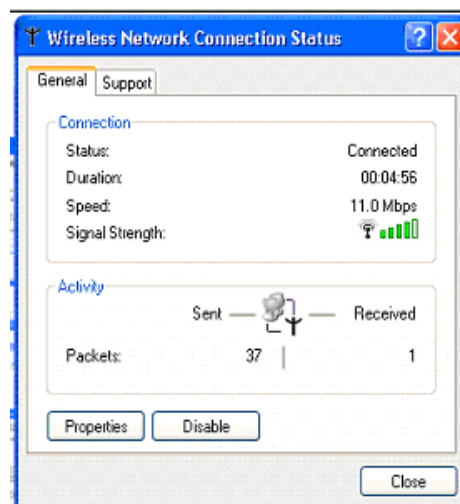 Wireless Network Connection Status
General Support
Connection
Status: Connected
Duration: 00:04:56
Speed: 11.0 Mbps
Signal Strength:
Activity
Sent Received
Packets: 37 1
Properties Disable
Close